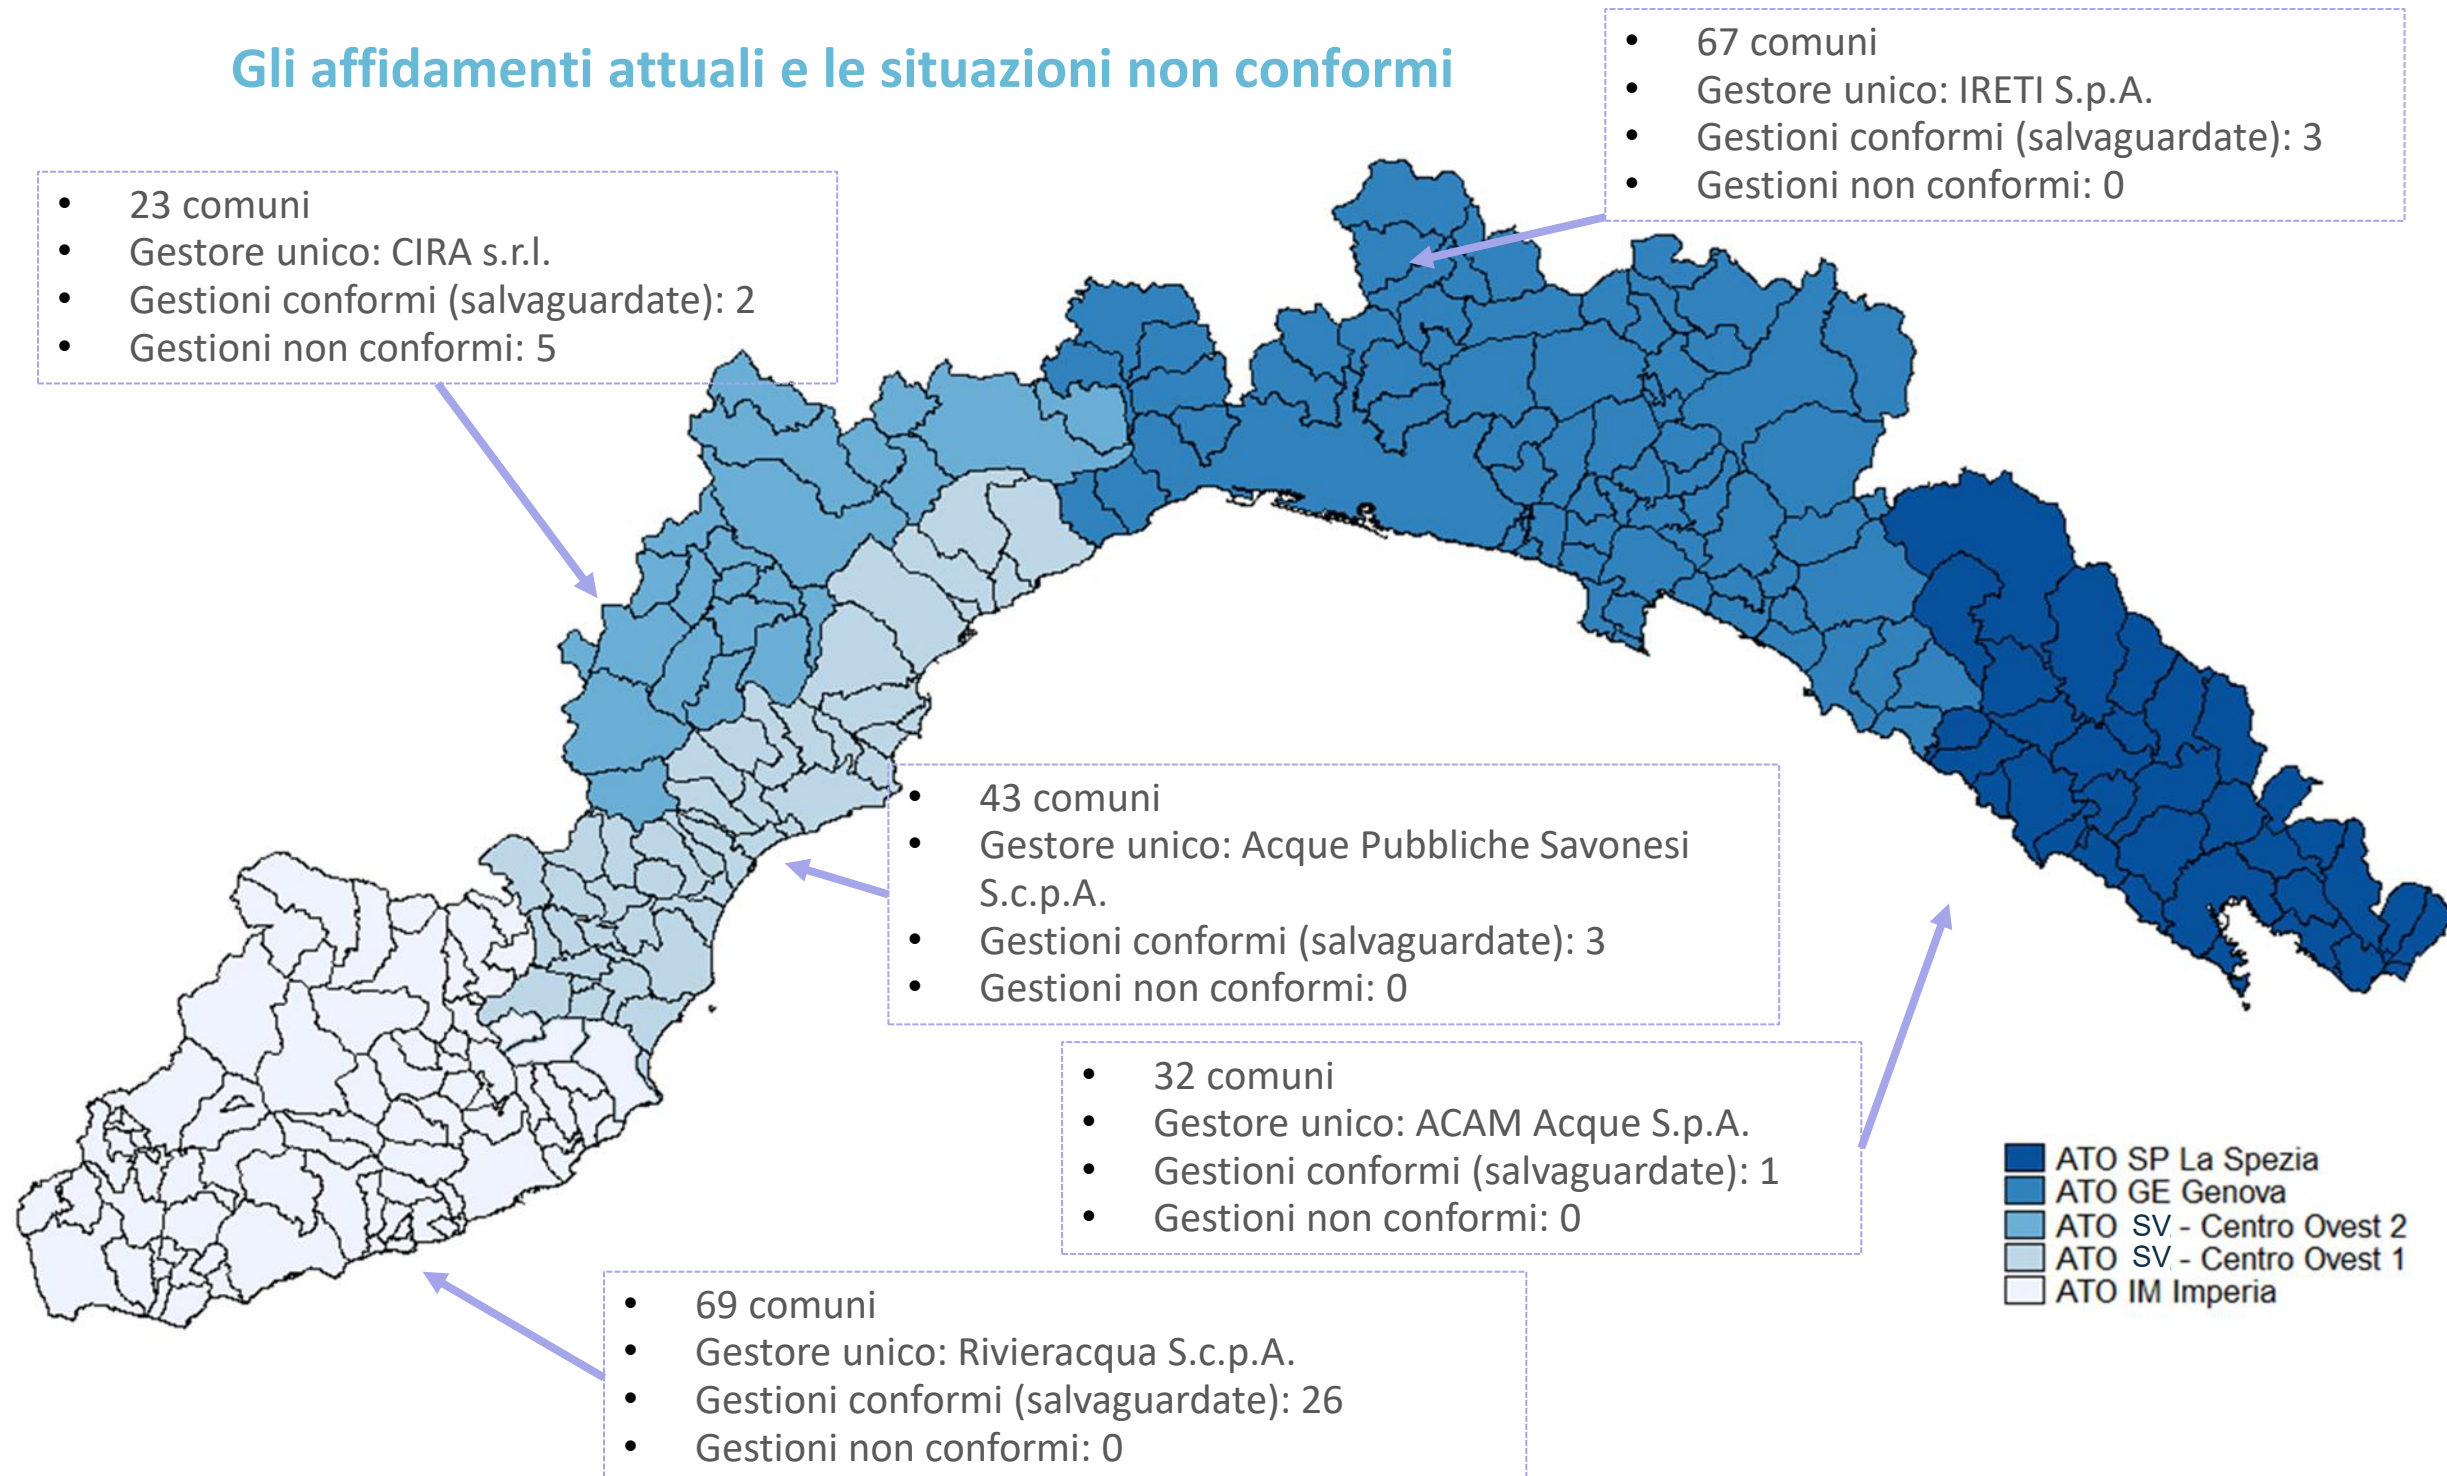 Gli affidamenti attuali e le situazioni non conformi
• 67 comuni
• Gestore unico: IRETI S.p.A.
• Gestioni conformi (salvaguardate): 3
• Gestioni non conformi: 0
• 23 comuni
• Gestore unico: CIRA s.r.l.
• Gestioni conformi (salvaguardate): 2
• Gestioni non conformi: 5
• 43 comuni
• Gestore unico: Acque Pubbliche Savonesi
S.c.p.A.
• Gestioni conformi (salvaguardate): 3
• Gestioni non conformi: 0
• 32 comuni
• Gestore unico: ACAM Acque S.p.A.
• Gestioni conformi (salvaguardate): 1
• Gestioni non conformi: 0
ATO SP La Spezia
ATO GE Genova
ATO SV - Centro Ovest 2
ATO SV - Centro Ovest 1
ATO IM Imperia
• 69 comuni
• Gestore unico: Rivieracqua S.c.p.A.
• Gestioni conformi (salvaguardate): 26
• Gestioni non conformi: 0